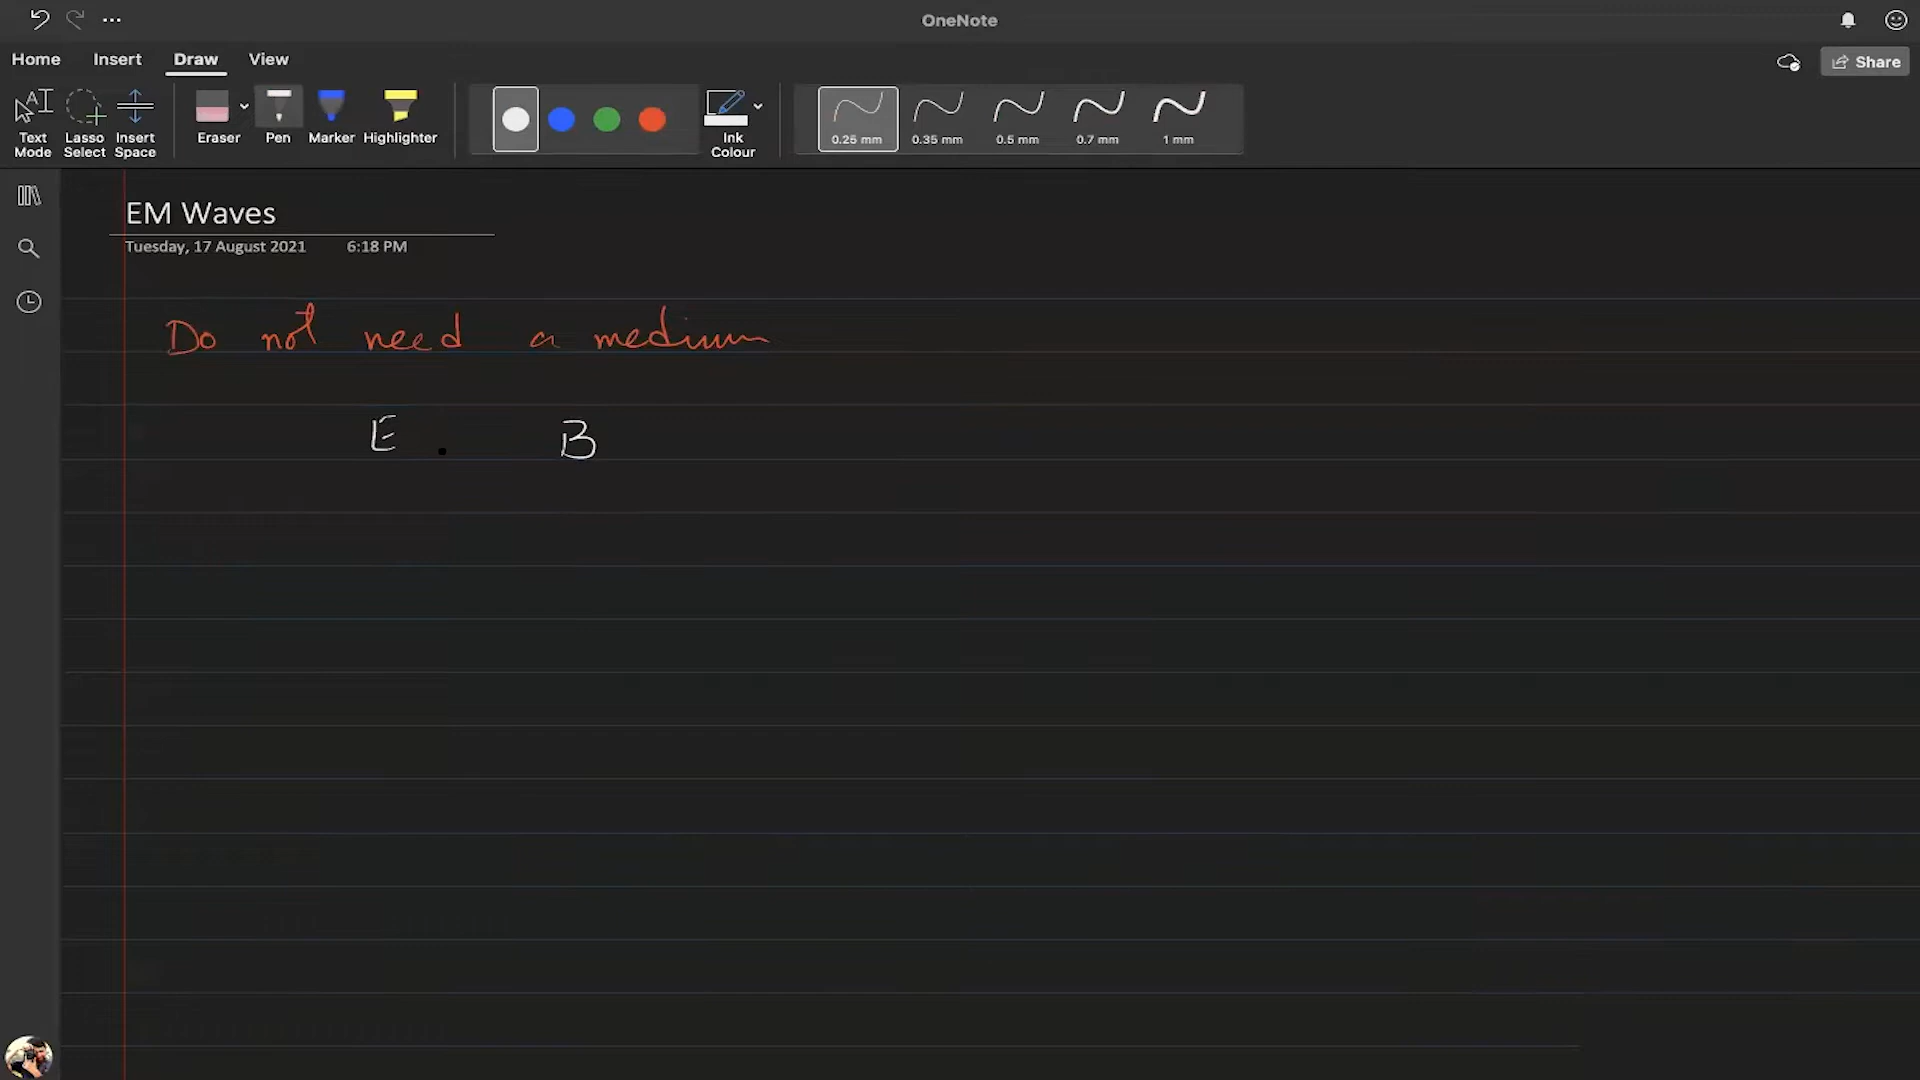 OneNote
Home Insert Draw View
Share
Text Mode Lasso Select Insert Space Eraser Pen Marker Highlighter Ink Colour 0.25 mm 0.35 mm 0.5 mm 0.7 mm 1 mm
EM Waves
Tuesday, 17 August 2021 6:18 PM
Do not need a medium
E B